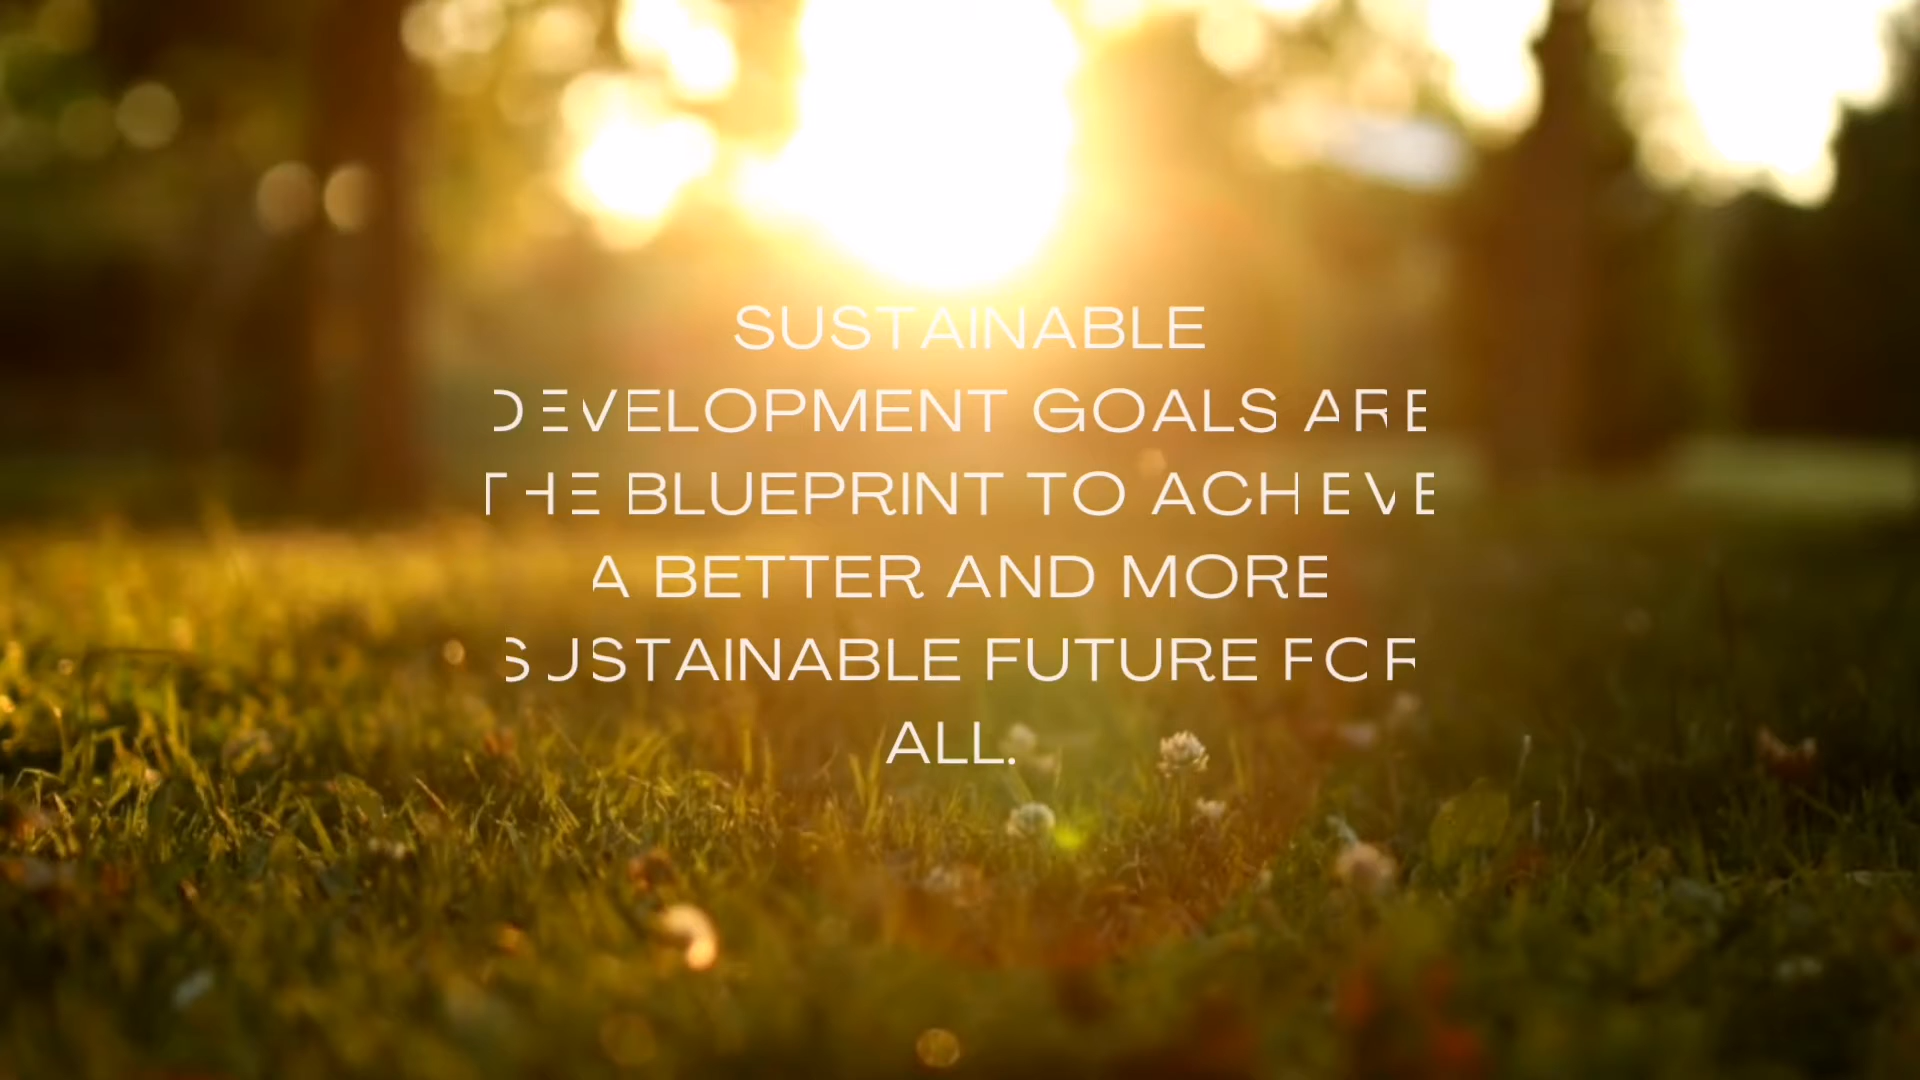 SUSTAINABLE
DEVELOPMENT GOALS ARE
THE BLUEPRINT TO ACHIEVE
A BETTER AND MORE
SUSTAINABLE FUTURE FOR
ALL.